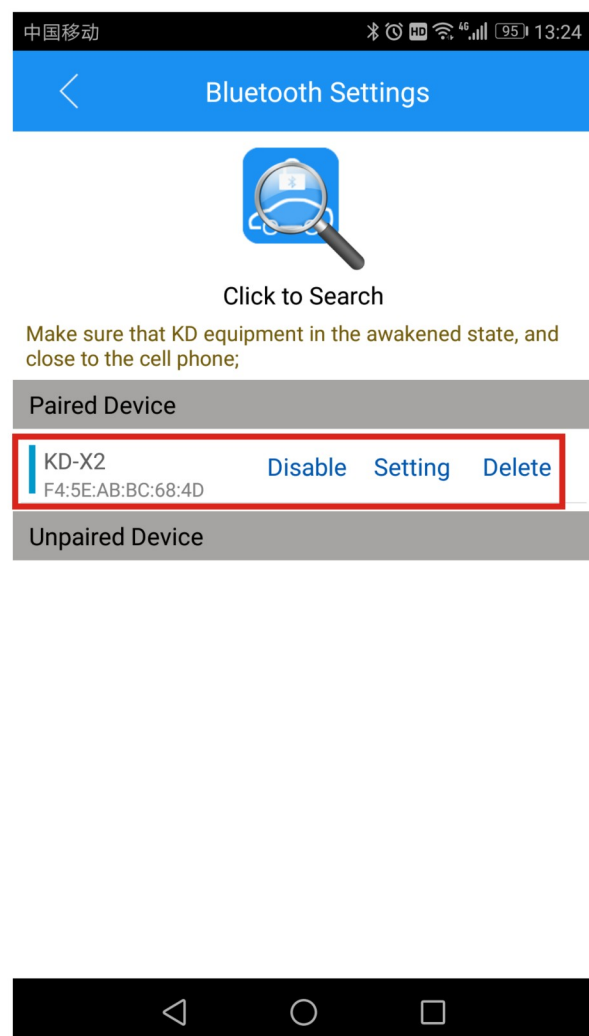 中国移动 HD 4G 95 13:24
Bluetooth Settings
Click to Search
Make sure that KD equipment in the awakened state, and
close to the cell phone;
Paired Device
KD-X2 Disable Setting Delete
F4:5E:AB:BC:68:4D
Unpaired Device